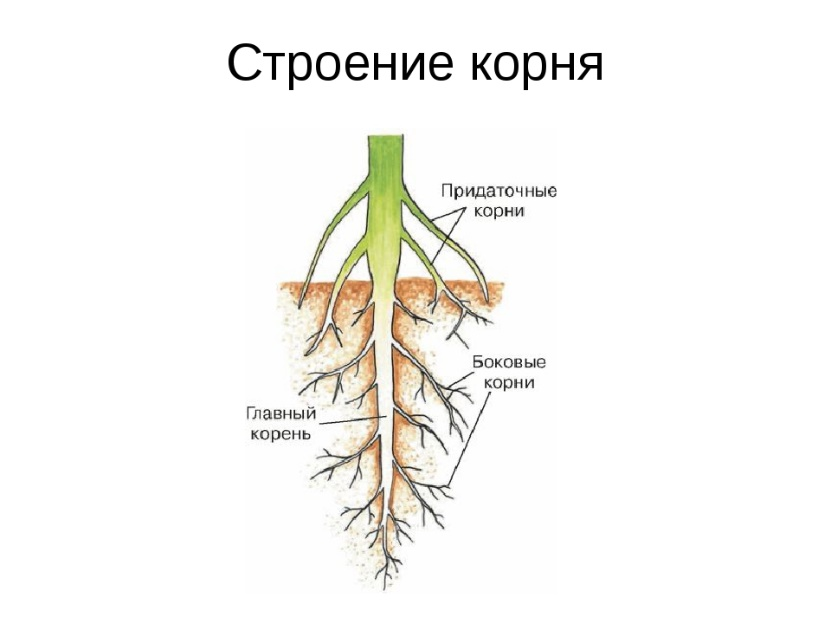 Строение корня
Придаточные
корни
Боковые
корни
Главный
корень